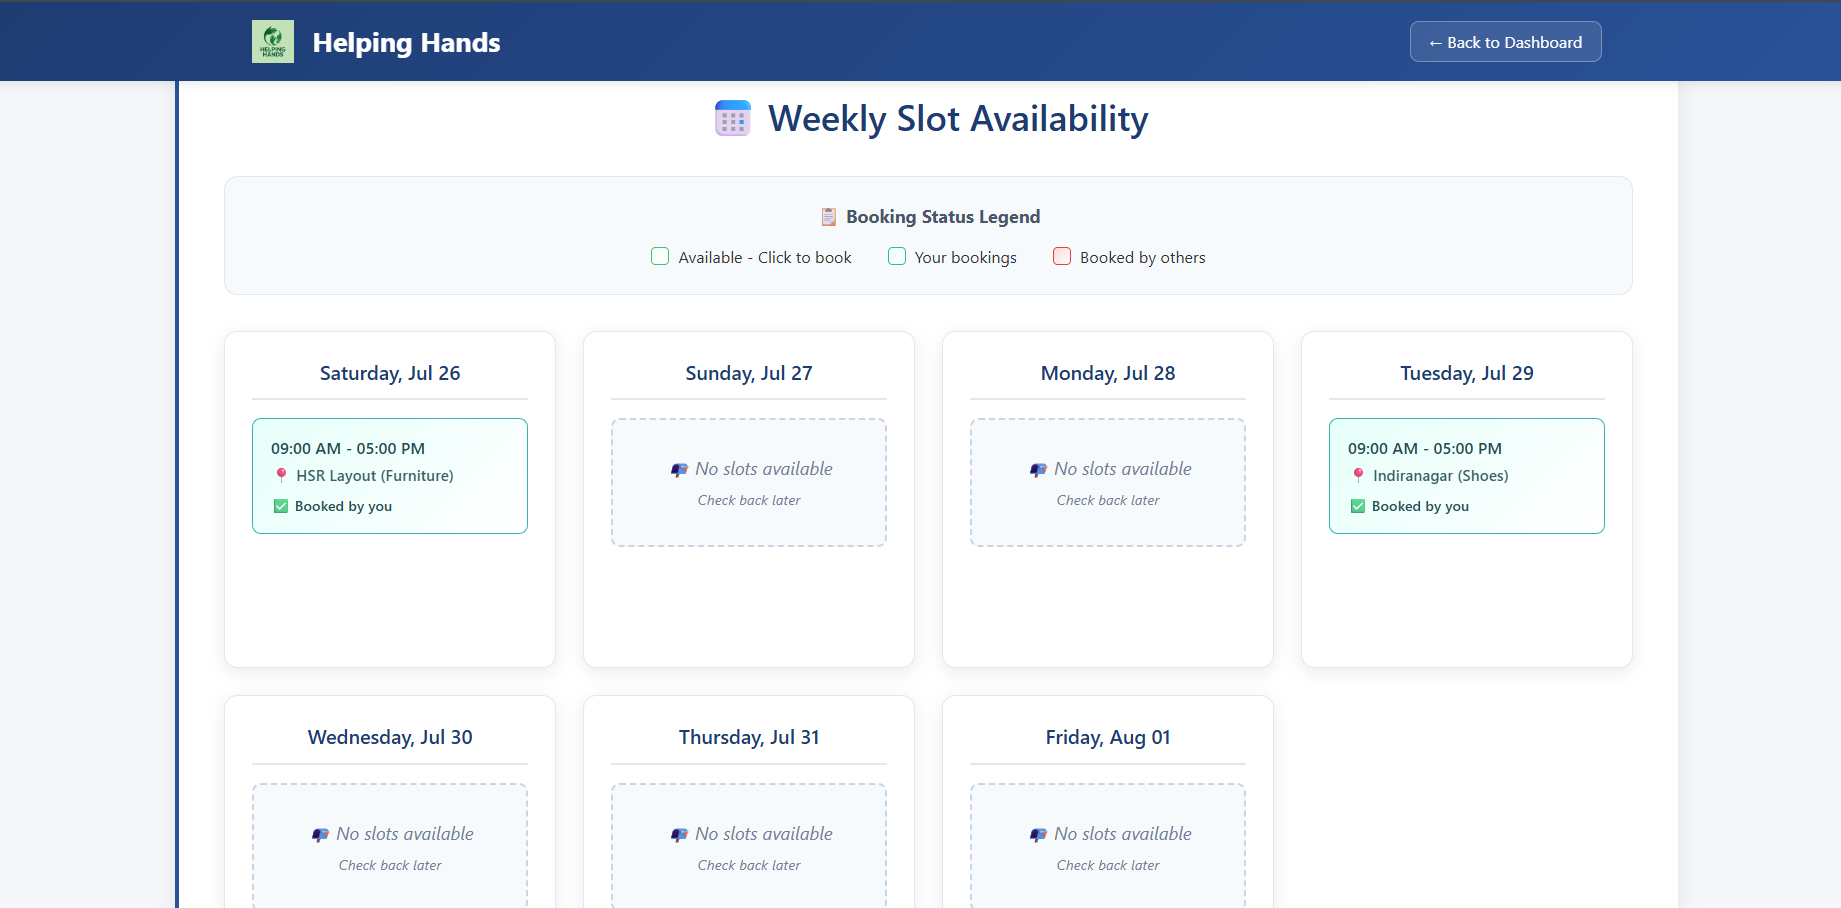 HELPING
HANDS
Helping Hands
← Back to Dashboard
Weekly Slot Availability
Booking Status Legend
Available - Click to book
Your bookings
Booked by others
Saturday, Jul 26
09:00 AM - 05:00 PM
HSR Layout (Furniture)
Booked by you
Sunday, Jul 27
No slots available
Check back later
Monday, Jul 28
No slots available
Check back later
Tuesday, Jul 29
09:00 AM - 05:00 PM
Indiranagar (Shoes)
Booked by you
Wednesday, Jul 30
No slots available
Check back later
Thursday, Jul 31
No slots available
Check back later
Friday, Aug 01
No slots available
Check back later